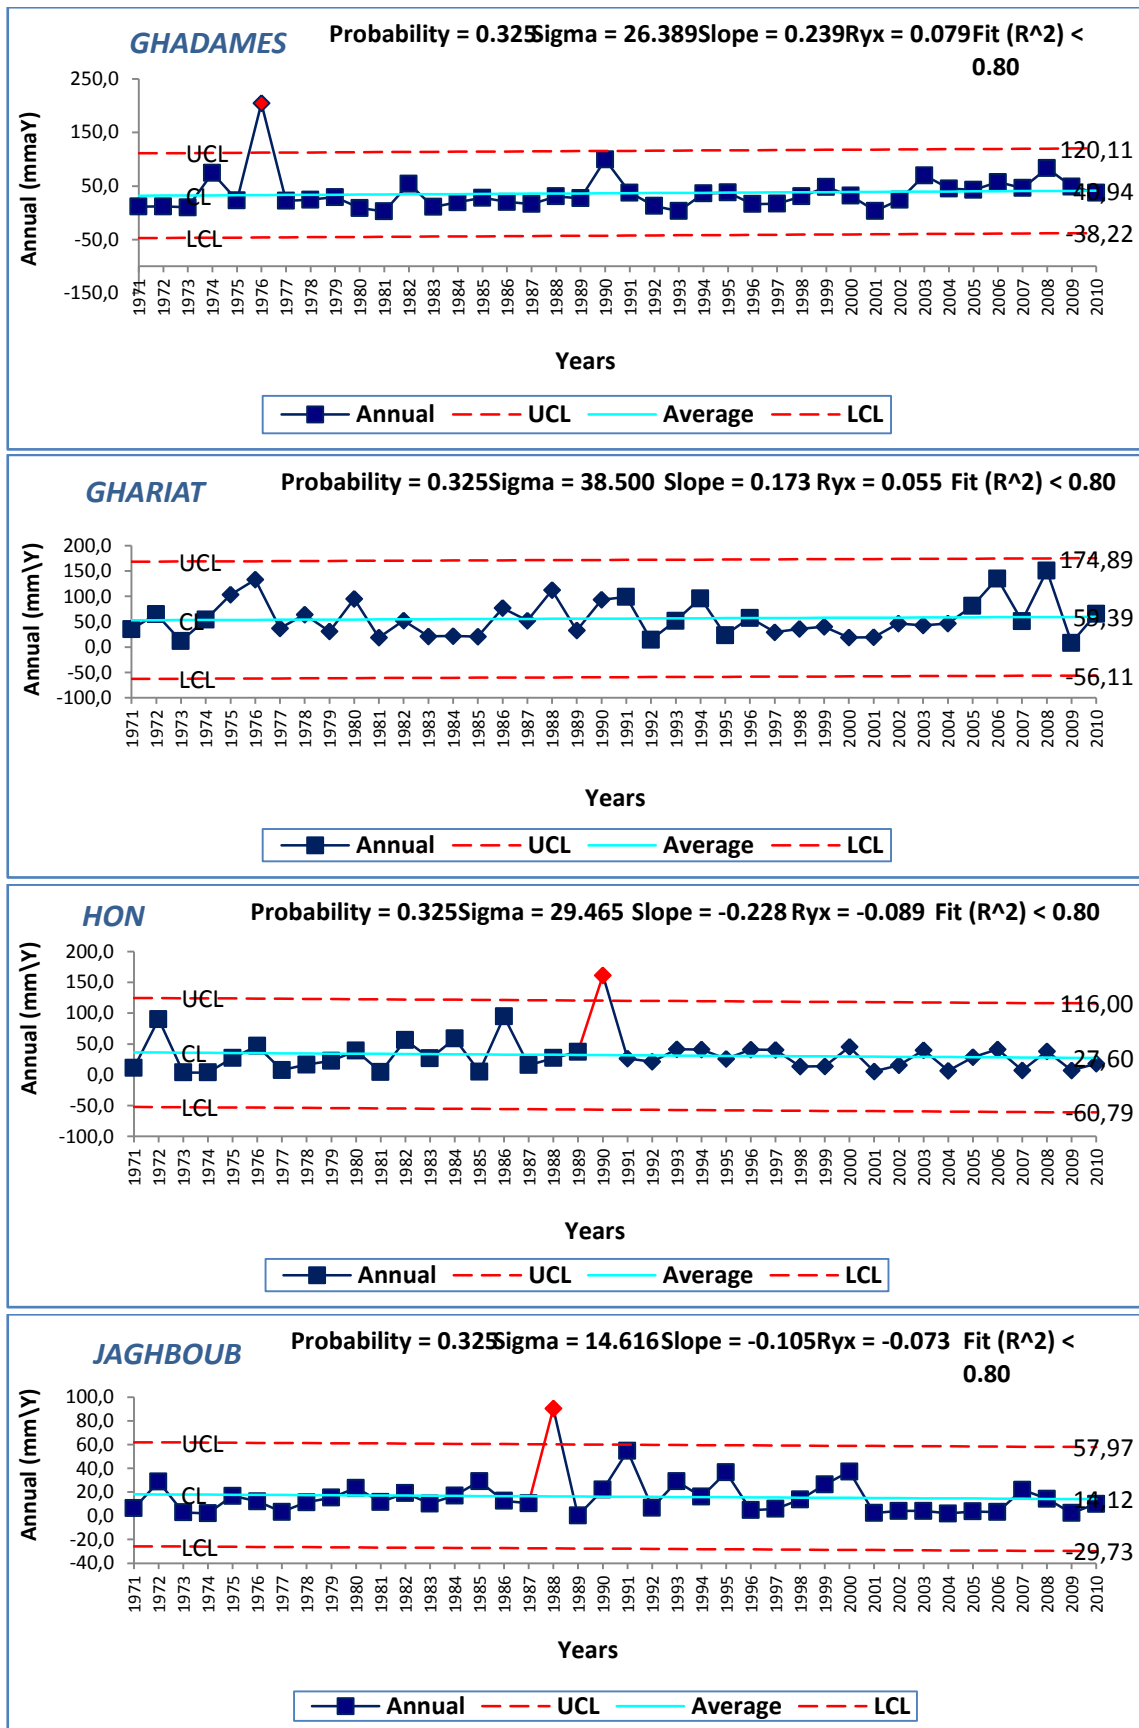 GHADAMES
Probability = 0.325Sigma = 26.389Slope = 0.239Ryx = 0.079Fit (R^2) <
0.80
Annual (mmaY)
250,0
150,0
50,0
-50,0
-150,0
UCL
CL
LCL
120,11
40,94
-38,22
1971 1972 1973 1974 1975 1976 1977 1978 1979 1980 1981 1982 1983 1984 1985 1986 1987 1988 1989 1990 1991 1992 1993 1994 1995 1996 1997 1998 1999 2000 2001 2002 2003 2004 2005 2006 2007 2008 2009 2010
Years
Annual UCL Average LCL
GHARIAT
Probability = 0.325Sigma = 38.500 Slope = 0.173 Ryx = 0.055 Fit (R^2) < 0.80
Annual (mm\Y)
200,0
150,0
100,0
50,0
0,0
-50,0
-100,0
UCL
CL
LCL
174,89
59,39
-56,11
1971 1972 1973 1974 1975 1976 1977 1978 1979 1980 1981 1982 1983 1984 1985 1986 1987 1988 1989 1990 1991 1992 1993 1994 1995 1996 1997 1998 1999 2000 2001 2002 2003 2004 2005 2006 2007 2008 2009 2010
Years
Annual UCL Average LCL
HON
Probability = 0.325Sigma = 29.465 Slope = -0.228 Ryx = -0.089 Fit (R^2) < 0.80
Annual (mm\Y)
200,0
150,0
100,0
50,0
0,0
-50,0
-100,0
UCL
CL
LCL
116,00
27,60
-60,79
1971 1972 1973 1974 1975 1976 1977 1978 1979 1980 1981 1982 1983 1984 1985 1986 1987 1988 1989 1990 1991 1992 1993 1994 1995 1996 1997 1998 1999 2000 2001 2002 2003 2004 2005 2006 2007 2008 2009 2010
Years
Annual UCL Average LCL
JAGHBOUB
Probability = 0.325Sigma = 14.616Slope = -0.105Ryx = -0.073 Fit (R^2) <
0.80
Annual (mm\Y)
100,0
80,0
60,0
40,0
20,0
0,0
-20,0
-40,0
UCL
CL
LCL
57,97
14,12
-29,73
1971 1972 1973 1974 1975 1976 1977 1978 1979 1980 1981 1982 1983 1984 1985 1986 1987 1988 1989 1990 1991 1992 1993 1994 1995 1996 1997 1998 1999 2000 2001 2002 2003 2004 2005 2006 2007 2008 2009 2010
Years
Annual UCL Average LCL